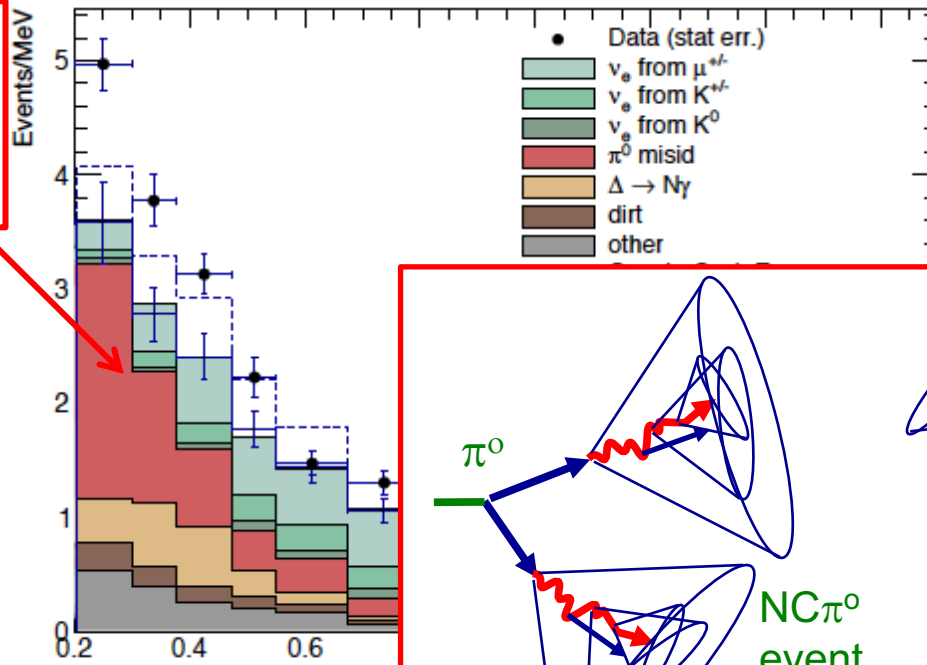 Events/MeV
5
4
3
2
1
0
0.2
0.4
0.6
Data (stat err.)
νₑ from μ⁺/⁻
νₑ from K⁺/⁻
νₑ from K⁰
π⁰ misid
Δ → Nγ
dirt
other
π⁰
NCπ⁰
event